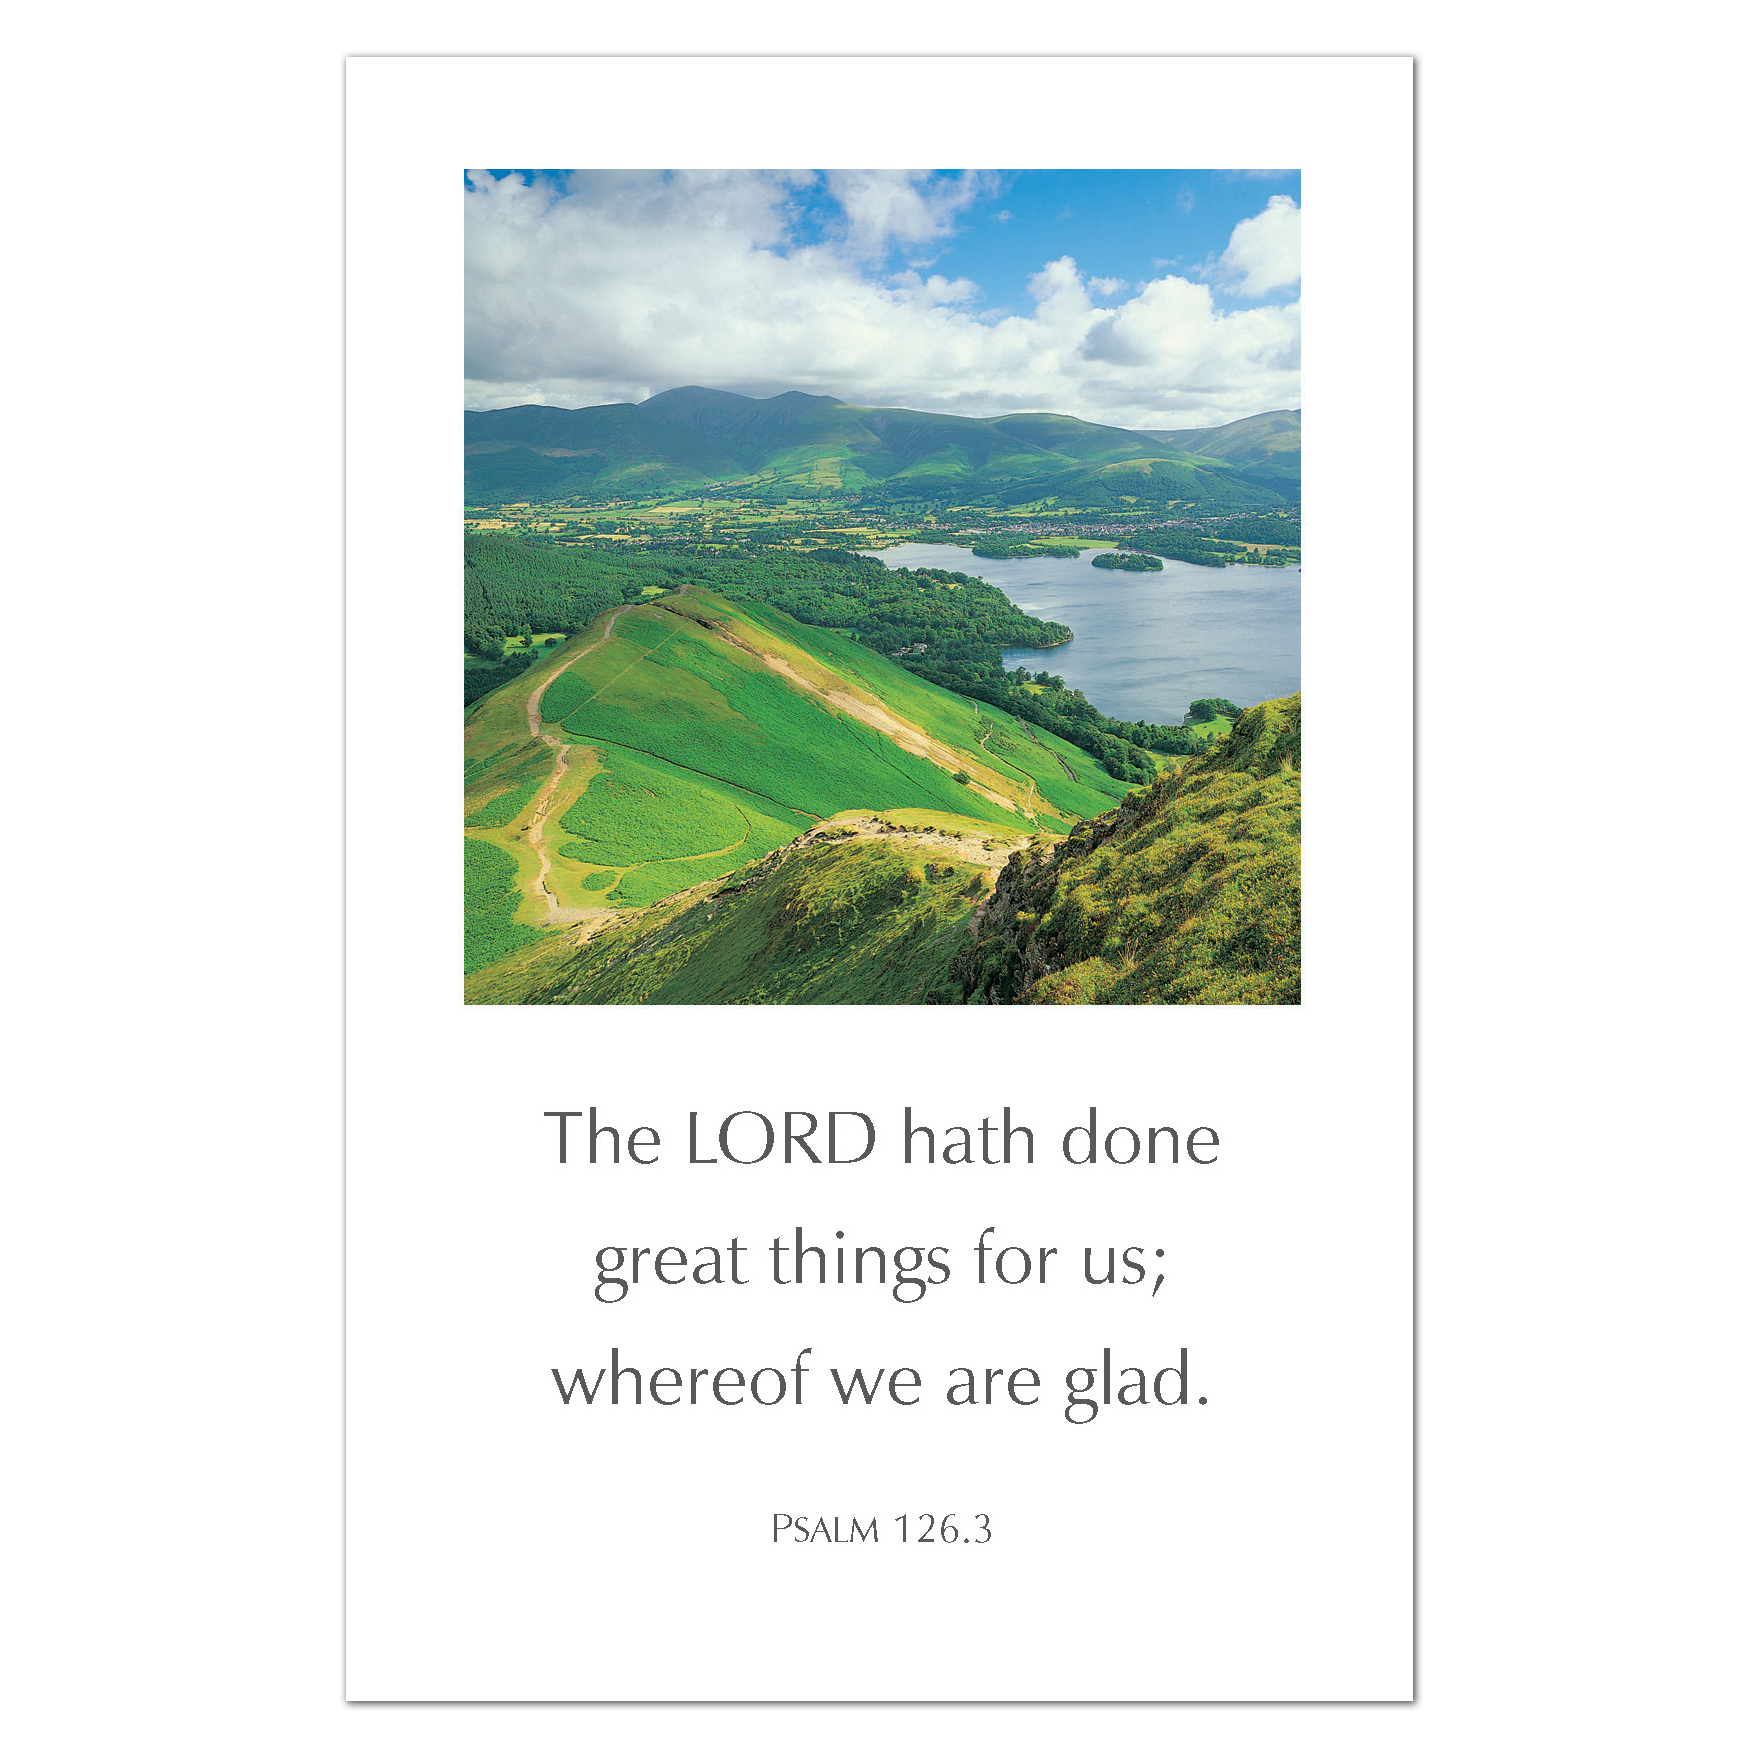 The LORD hath done
great things for us;
whereof we are glad.
PSALM 126.3